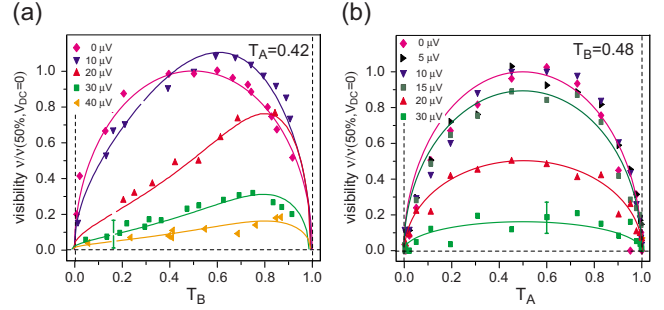 (a)
T_A=0.42
0 µV
10 µV
20 µV
30 µV
40 µV
visibility ν/ν(50%,V_DC=0)
1.0
0.8
0.6
0.4
0.2
0.0
0.0 0.2 0.4 0.6 0.8 1.0
T_B
(b)
T_B=0.48
0 µV
5 µV
10 µV
15 µV
20 µV
30 µV
visibility ν/ν(50%,V_DC=0)
1.0
0.8
0.6
0.4
0.2
0.0
0.0 0.2 0.4 0.6 0.8 1.0
T_A